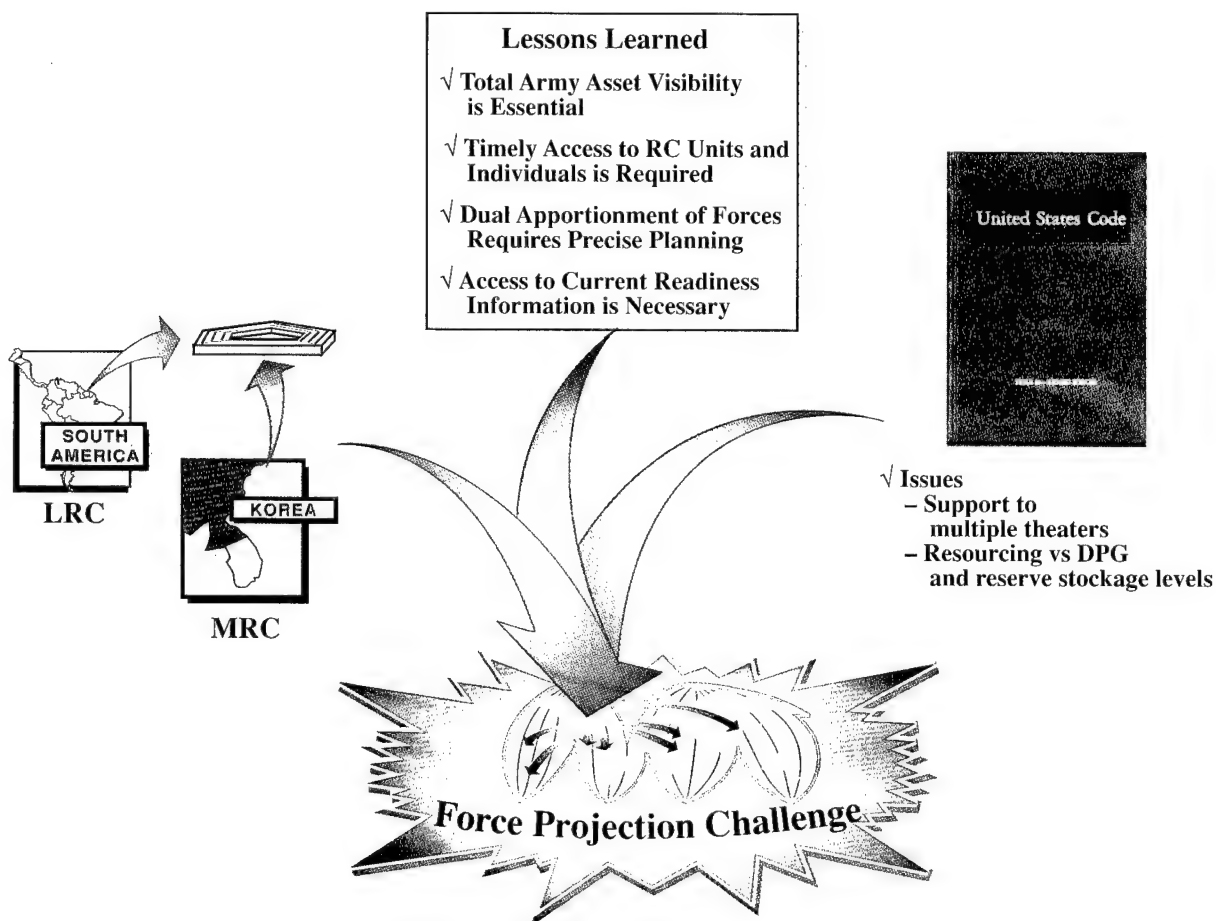 Lessons Learned
√ Total Army Asset Visibility
is Essential
√ Timely Access to RC Units and
Individuals is Required
√ Dual Apportionment of Forces
Requires Precise Planning
√ Access to Current Readiness
Information is Necessary
United States Code
SOUTH
AMERICA
LRC
KOREA
MRC
√ Issues
– Support to
multiple theaters
– Resourcing vs DPG
and reserve stockage levels
Force Projection Challenge